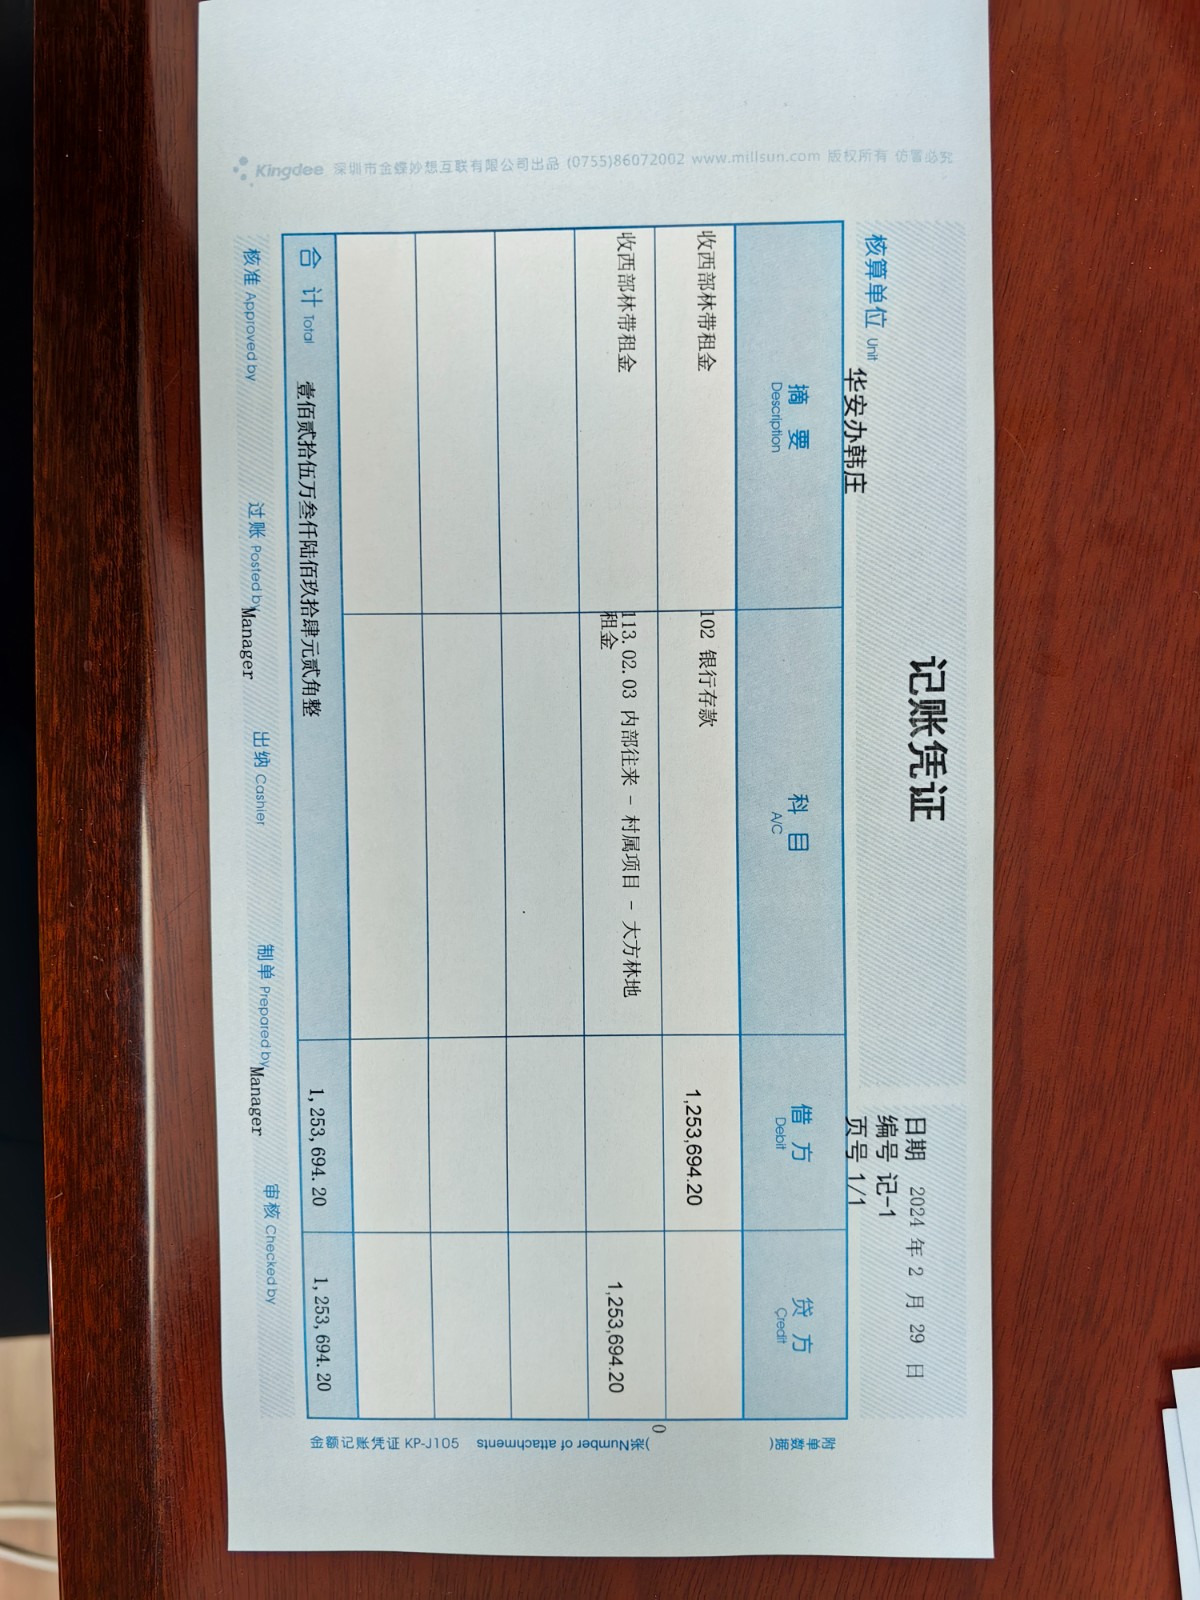 记账凭证
日期 2024 年 2 月 29 日
编号 记-1
核算单位 Unit 华安办韩庄
页号 1/1
摘 要 Description
科 目 A/C
借 方 Debit
贷 方 Credit
收西部林带租金 102 银行存款 1,253,694.20
收西部林带租金 113.02.03 内部往来 - 村属项目 - 大方林地 1,253,694.20
租金
合 计 Total 壹佰贰拾伍万叁仟陆佰玖拾肆元贰角整 1,253,694.20 1,253,694.20
核准 Approved by 过账 Posted by Manager 出纳 Cashier 制单 Prepared by Manager 审核 Checked by
附单数据( 0 )张 Number of attachments
金额记账凭证 KP-J105
Kingdee 深圳市金蝶妙想互联有限公司出品 (0755)86072002 www.millsun.com 版权所有 仿冒必究